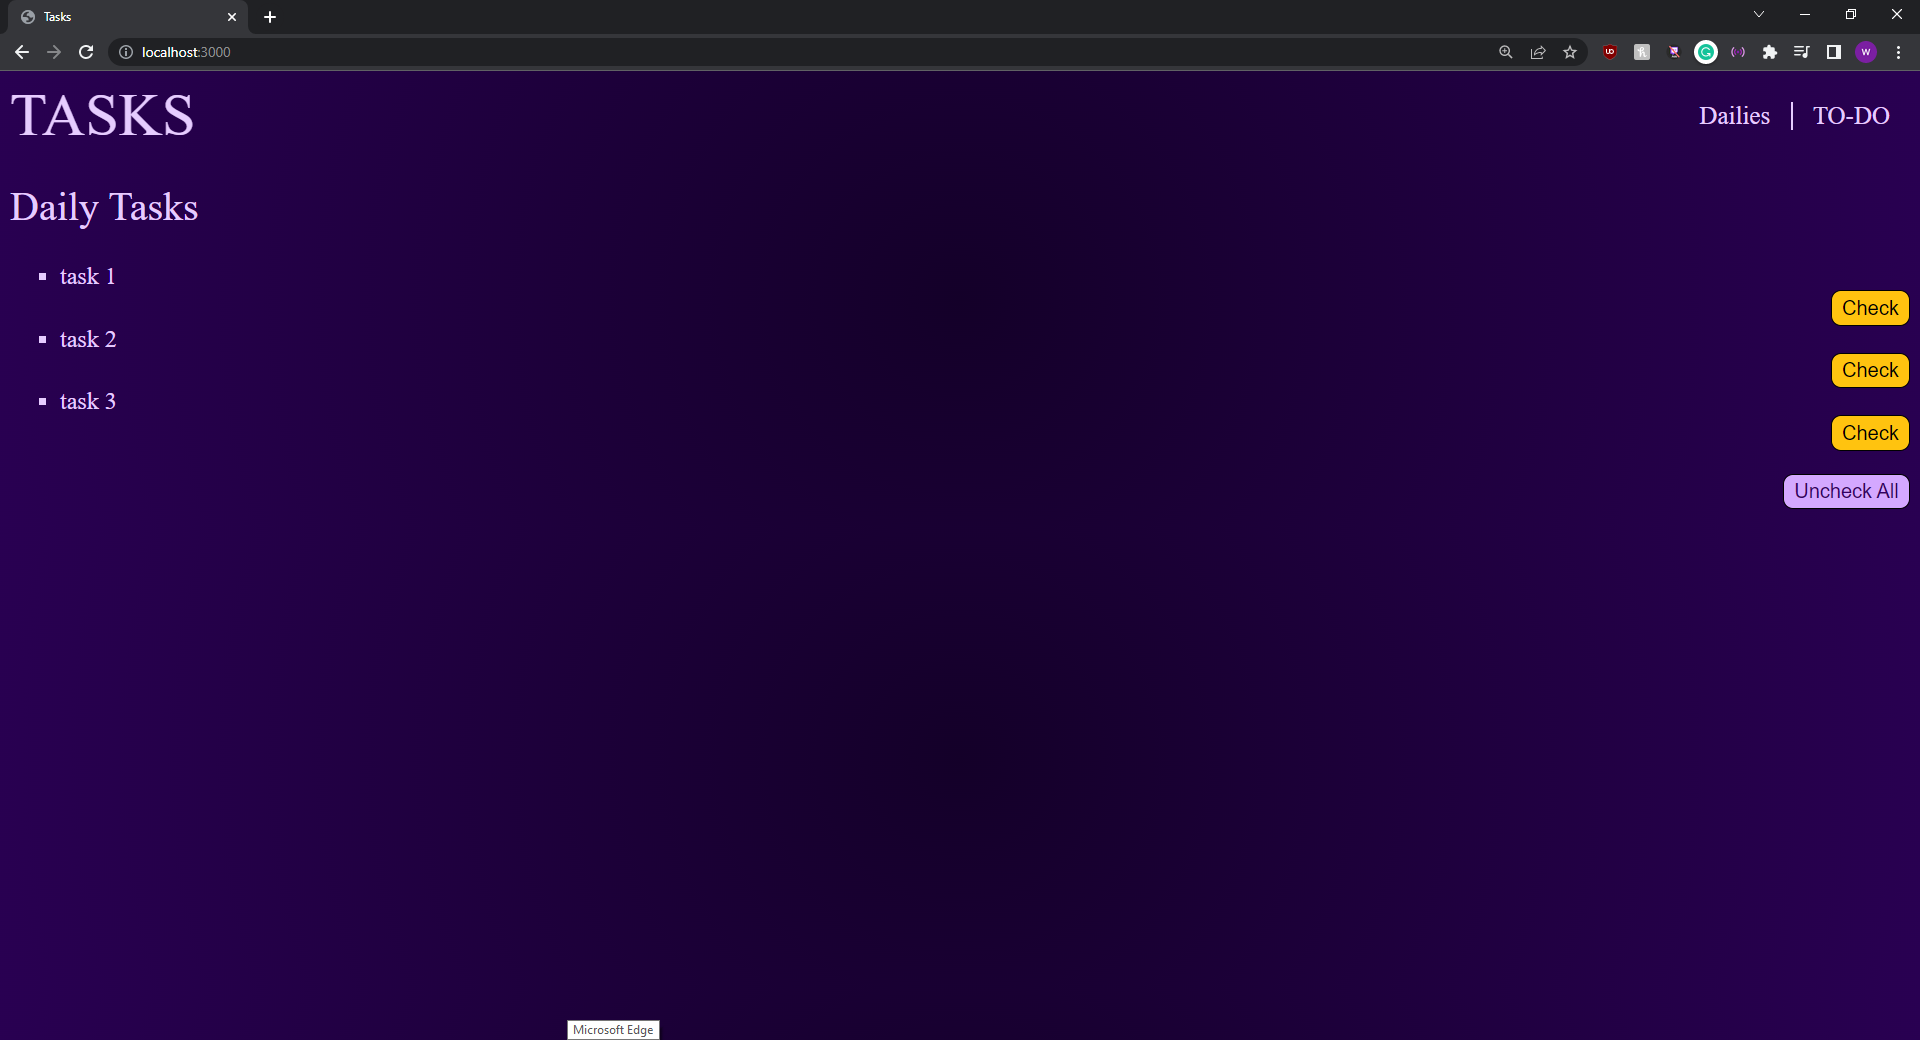 Tasks
localhost:3000
W
TASKS
Dailies | TO-DO
Daily Tasks
task 1
Check
task 2
Check
task 3
Check
Uncheck All
Microsoft Edge